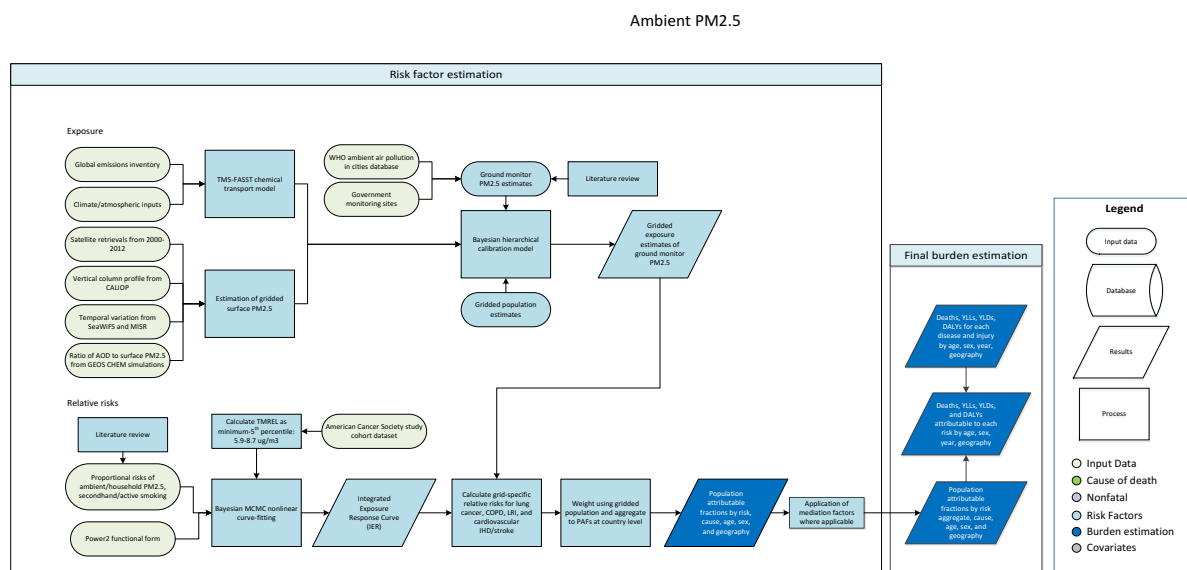 Ambient PM2.5
Risk factor estimation
Exposure
Global emissions inventory
Climate/atmospheric inputs
TM5-FASST chemical
transport model
Satellite retrievals from 2000-
2012
Vertical column profile from
CALIOP
Temporal variation from
SeaWiFS and MISR
Ratio of AOD to surface PM2.5
from GEOS CHEM simulations
Estimation of gridded
surface PM2.5
WHO ambient air pollution
in cities database
Government
monitoring sites
Ground monitor
PM2.5 estimates
Literature review
Bayesian hierarchical
calibration model
Gridded population
estimates
Gridded
exposure
estimates of
ground monitor
PM2.5
Relative risks
Literature review
Proportional risks of
ambient/household PM2.5,
secondhand/active smoking
Power2 functional form
Calculate TMREL as
minimum-5th percentile:
5.9-8.7 ug/m3
American Cancer Society study
cohort dataset
Bayesian MCMC nonlinear
curve-fitting
Integrated
Exposure
Response Curve
(IER)
Calculate grid-specific
relative risks for lung
cancer, COPD, LRI, and
cardiovascular
IHD/stroke
Weight using gridded
population and aggregate
to PAFs at country level
Population
attributable
fractions by risk,
cause, age, sex,
and geography
Application of
mediation factors
where applicable
Final burden estimation
Deaths, YLLs, YLDs,
DALYs for each
disease and injury
by age, sex, year,
geography
Deaths, YLLs, YLDs,
and DALYs
attributable to each
risk by age, sex,
year, geography
Population
attributable
fractions by risk
aggregate, cause,
age, sex, and
geography
Legend
Input data
Database
Results
Process
Input Data
Cause of death
Nonfatal
Risk Factors
Burden estimation
Covariates